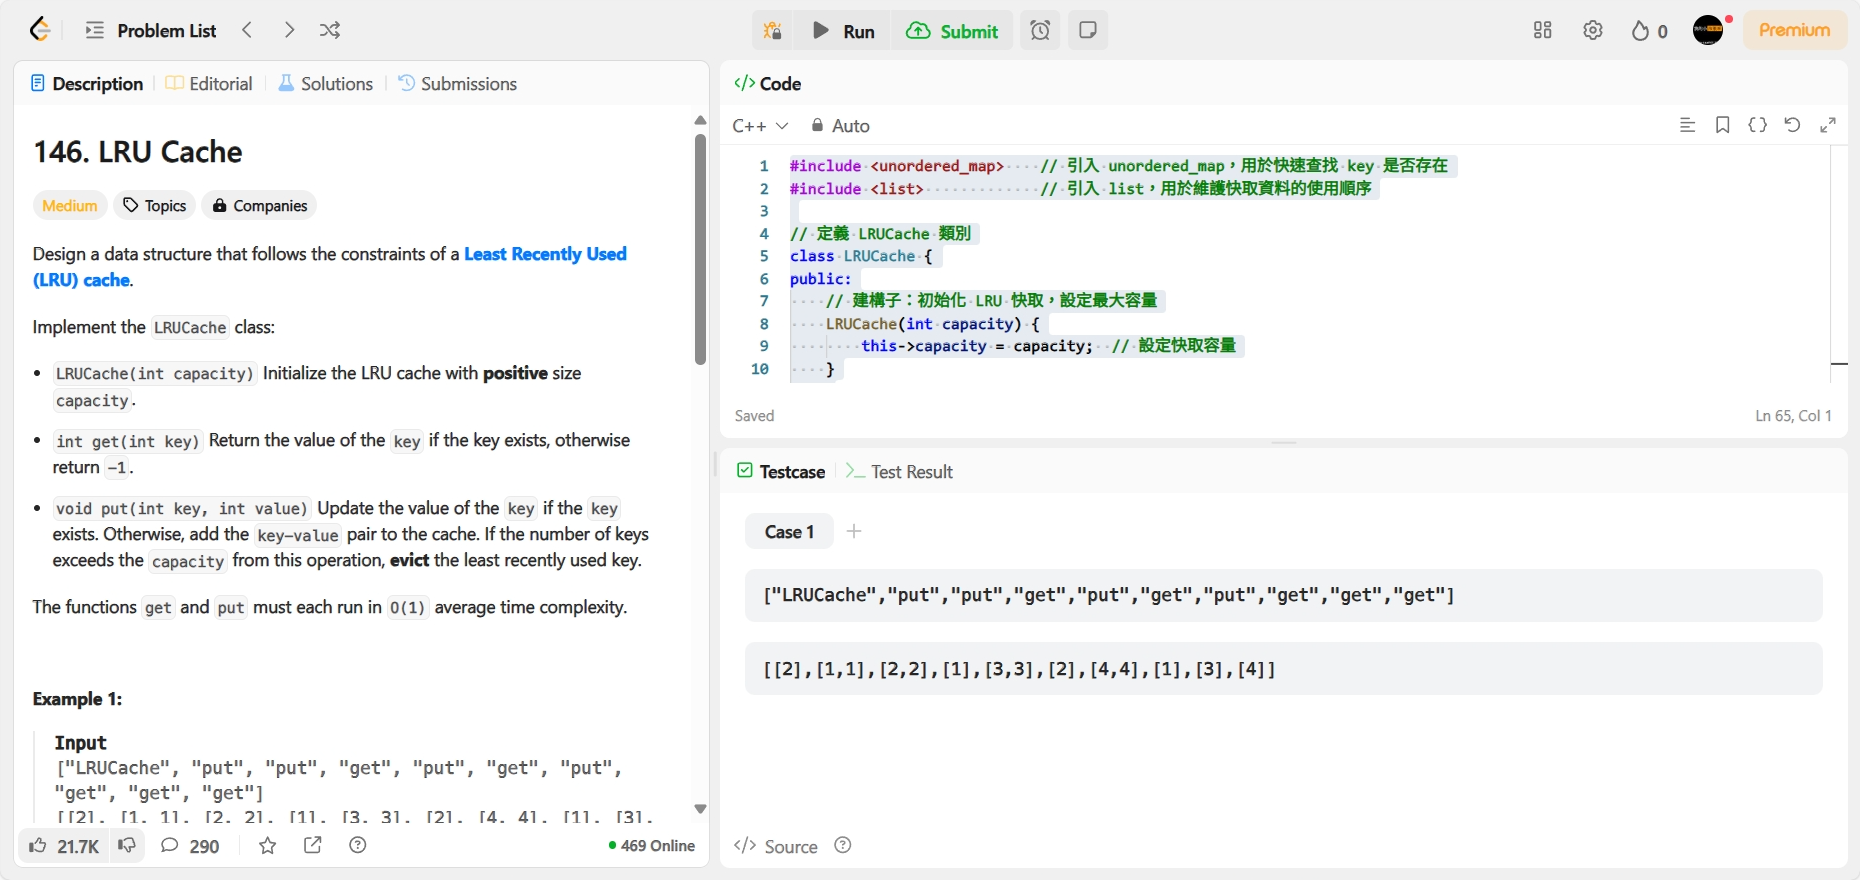 Problem List
Run
Submit
0
Premium
Description
Editorial
Solutions
Submissions
146. LRU Cache
Medium
Topics
Companies
Design a data structure that follows the constraints of a Least Recently Used
(LRU) cache.
Implement the LRUCache class:
LRUCache(int capacity) Initialize the LRU cache with positive size
capacity.
int get(int key) Return the value of the key if the key exists, otherwise
return -1.
void put(int key, int value) Update the value of the key if the key
exists. Otherwise, add the key-value pair to the cache. If the number of keys
exceeds the capacity from this operation, evict the least recently used key.
The functions get and put must each run in O(1) average time complexity.
Example 1:
Input
["LRUCache", "put", "put", "get", "put", "get", "put",
"get", "get", "get"]
[[2], [1, 1], [2, 2], [1], [3, 3], [2], [4, 4], [1], [3],
21.7K
290
469 Online
Code
C++
Auto
1 #include <unordered_map>    // 引入 unordered_map，用於快速查找 key 是否存在
2 #include <list>             // 引入 list，用於維護快取資料的使用順序
3
4 // 定義 LRUCache 類別
5 class LRUCache {
6 public:
7     // 建構子：初始化 LRU 快取，設定最大容量
8     LRUCache(int capacity) {
9         this->capacity = capacity;  // 設定快取容量
10     }
Saved
Ln 65, Col 1
Testcase
Test Result
Case 1
["LRUCache","put","put","get","put","get","put","get","get","get"]
[[2],[1,1],[2,2],[1],[3,3],[2],[4,4],[1],[3],[4]]
Source